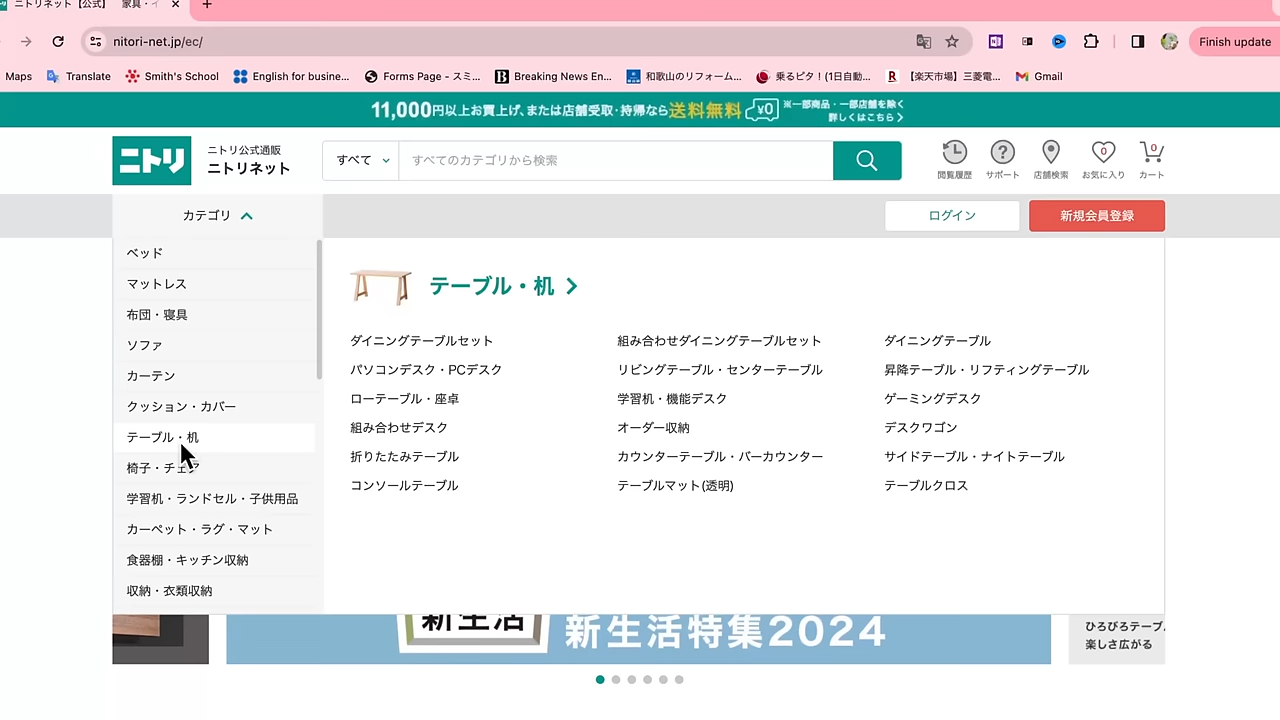 ニトリネット【公式】 家具・イ
nitori-net.jp/ec/
Finish update
Maps
Translate
Smith's School
English for busine...
Forms Page - スミ...
Breaking News En...
和歌山のリフォーム...
乗るピタ！(1日自動...
【楽天市場】三菱電...
Gmail
11,000円以上お買上げ、または店舗受取・持帰なら送料無料 ¥0
※一部商品・一部店舗を除く
詳しくはこちら
ニトリ
ニトリ公式通販
ニトリネット
すべて
すべてのカテゴリから検索
閲覧履歴
サポート
店舗検索
0
お気に入り
0
カート
カテゴリ
ログイン
新規会員登録
ベッド
マットレス
布団・寝具
ソファ
カーテン
クッション・カバー
テーブル・机
椅子・チェア
学習机・ランドセル・子供用品
カーペット・ラグ・マット
食器棚・キッチン収納
収納・衣類収納
テーブル・机
ダイニングテーブルセット
組み合わせダイニングテーブルセット
ダイニングテーブル
パソコンデスク・PCデスク
リビングテーブル・センターテーブル
昇降テーブル・リフティングテーブル
ローテーブル・座卓
学習机・機能デスク
ゲーミングデスク
組み合わせデスク
オーダー収納
デスクワゴン
折りたたみテーブル
カウンターテーブル・バーカウンター
サイドテーブル・ナイトテーブル
コンソールテーブル
テーブルマット(透明)
テーブルクロス
新生活
新生活特集2024
ひろびろテーブ
楽しさ広がる